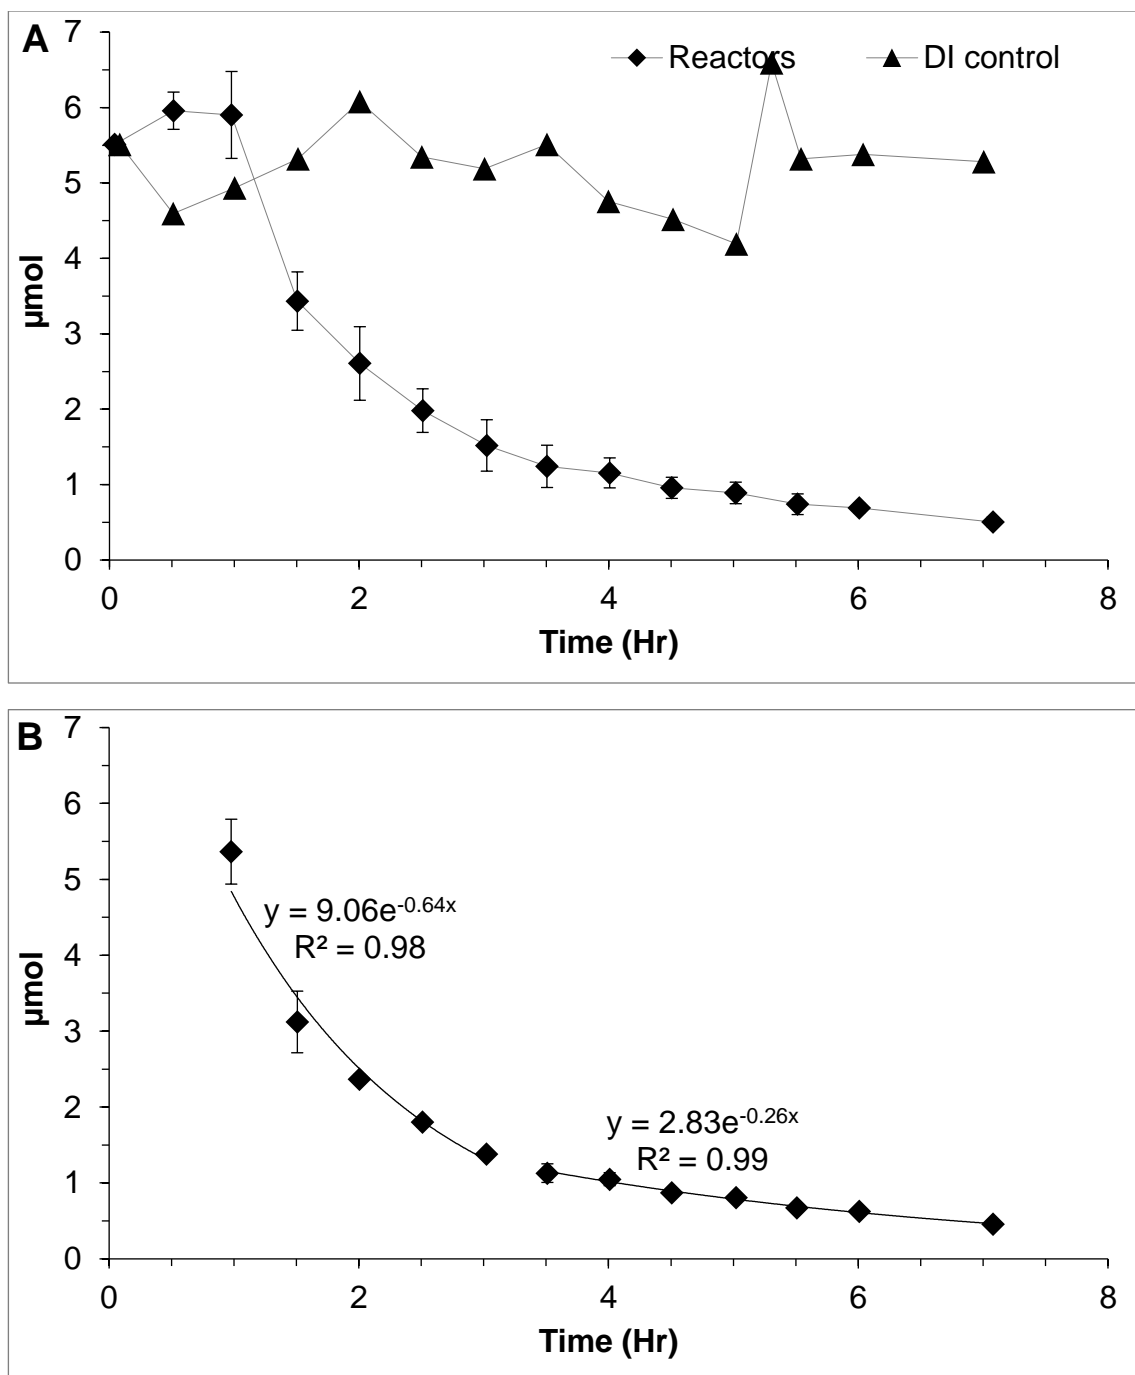 A
7
Reactors
DI control
6
5
4
3
2
1
0
µmol
0 2 4 6 8
Time (Hr)
B
7
6
5
4
3
2
1
0
µmol
y = 9.06e^-0.64x
R² = 0.98
y = 2.83e^-0.26x
R² = 0.99
0 2 4 6 8
Time (Hr)